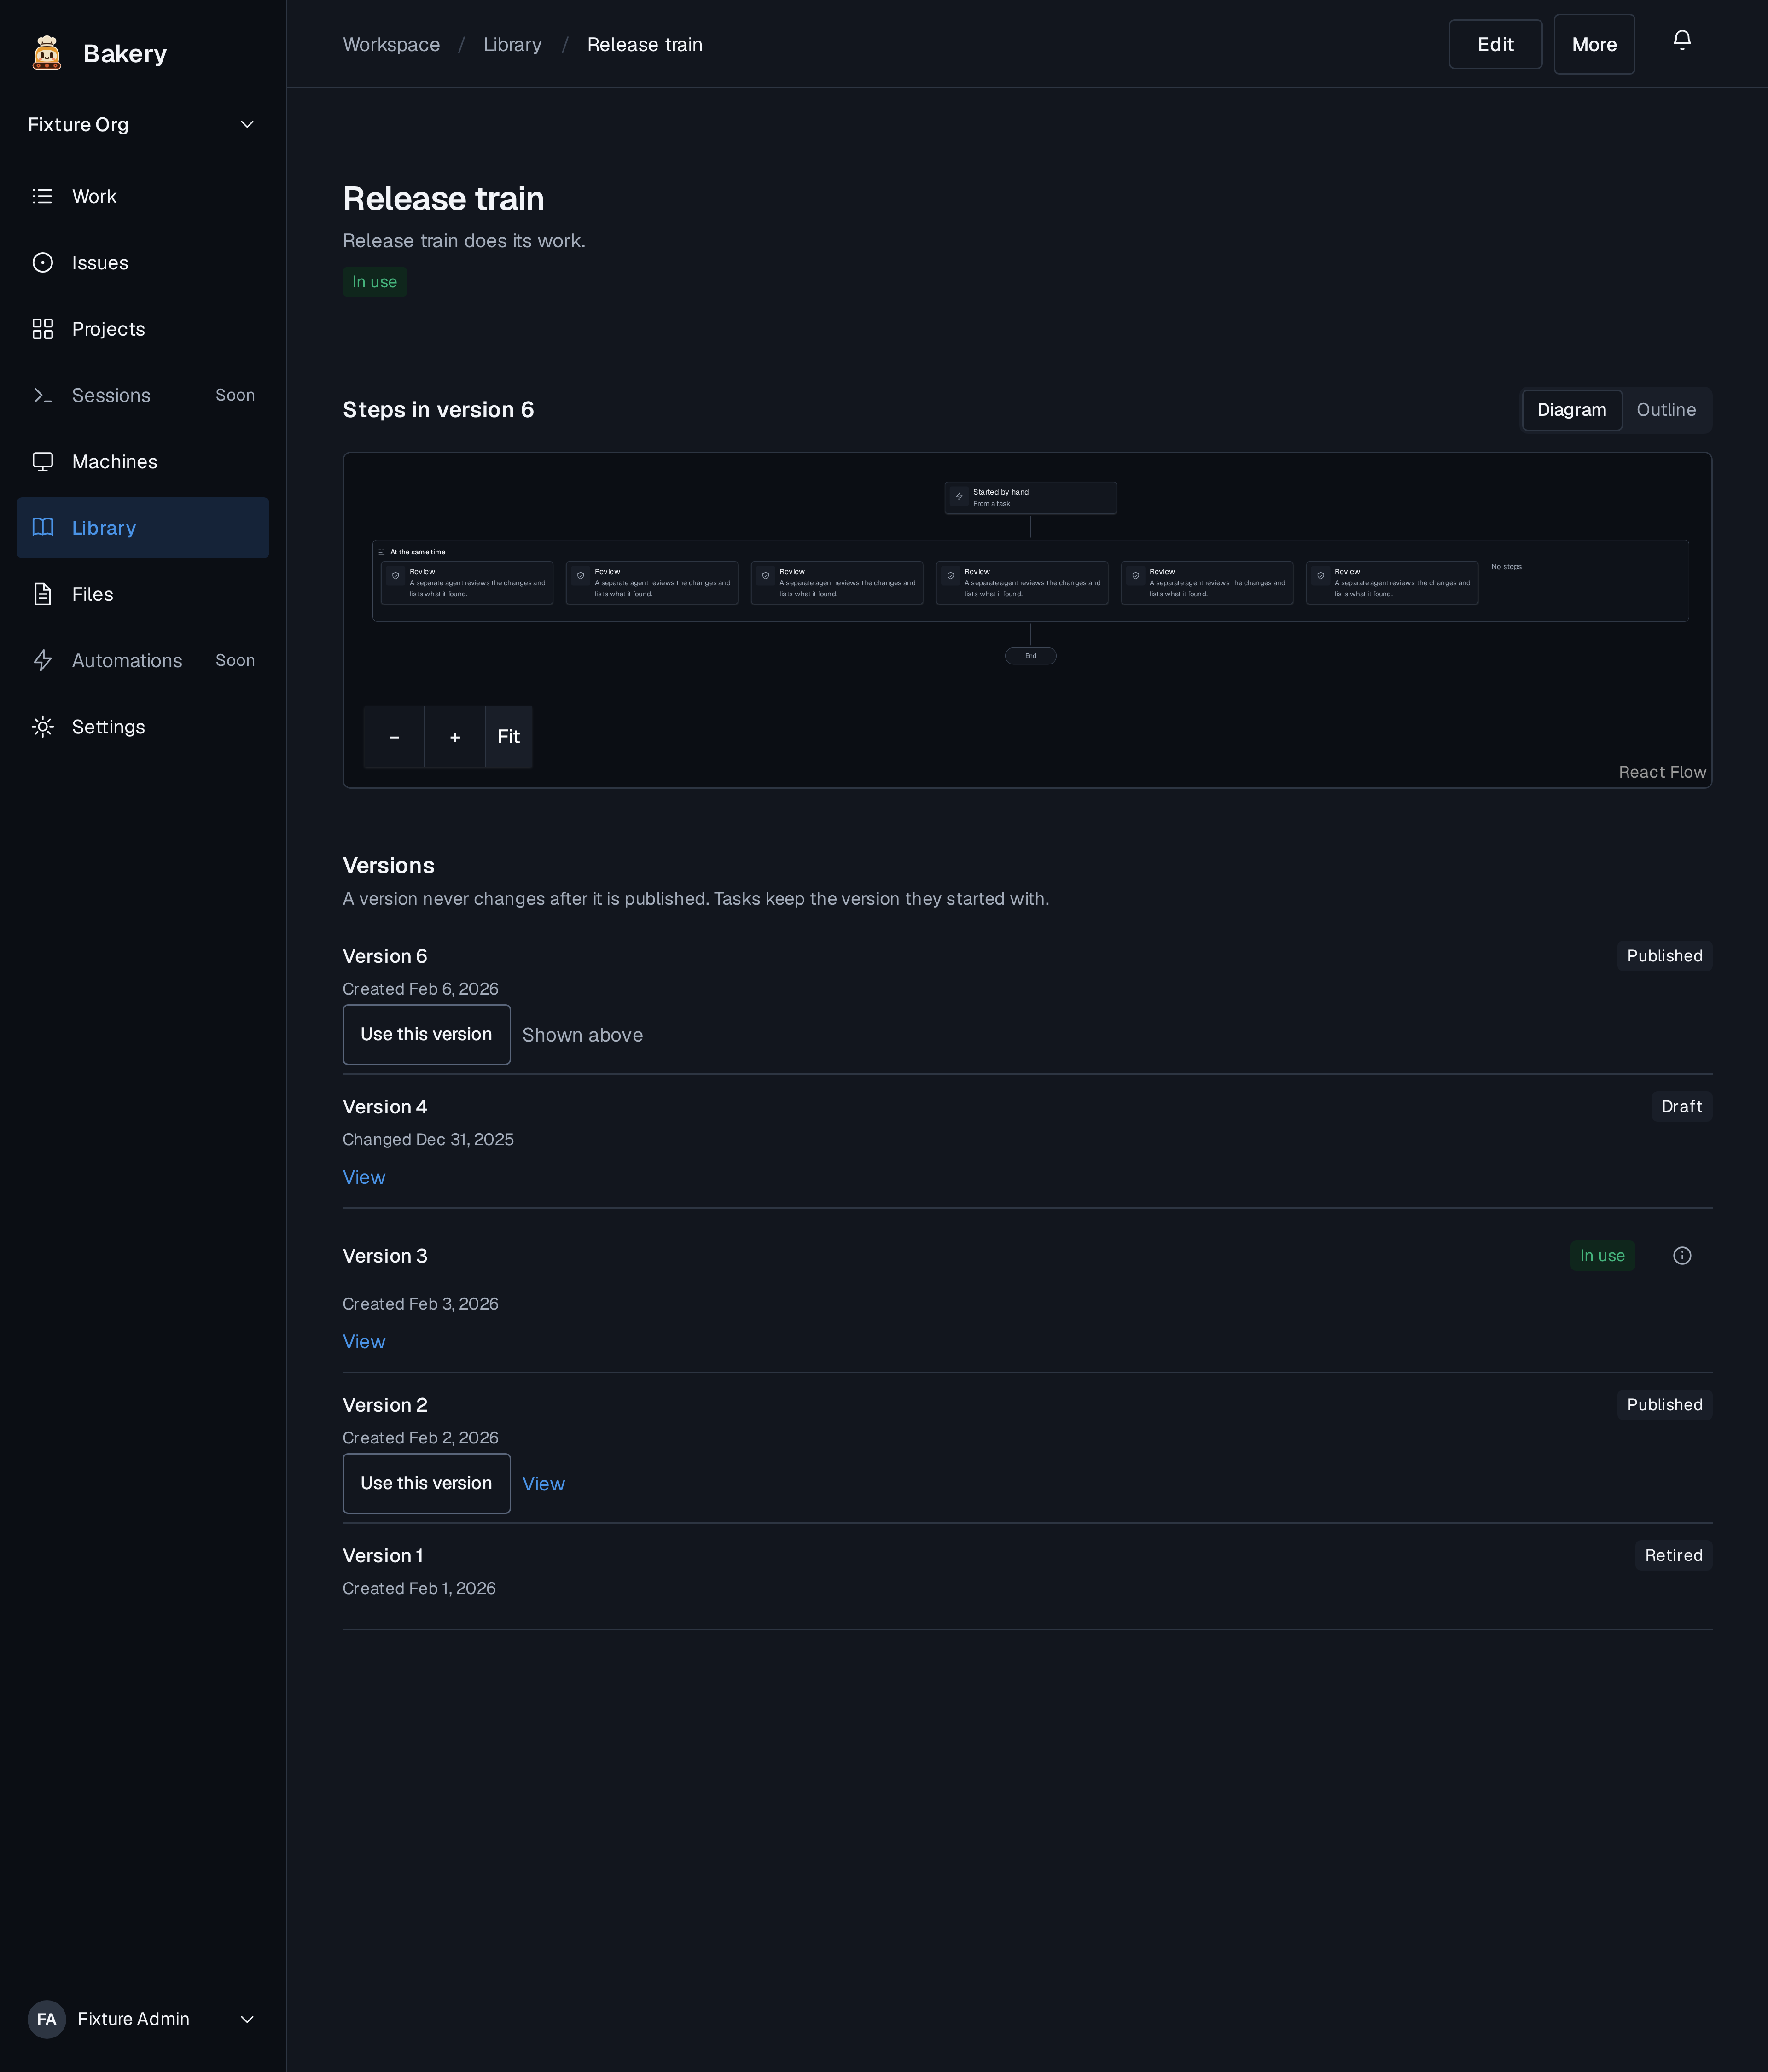 Bakery
Fixture Org
Work
Issues
Projects
Sessions Soon
Machines
Library
Files
Automations Soon
Settings
FA Fixture Admin
Workspace / Library / Release train
Edit More
Release train
Release train does its work.
In use
Steps in version 6
Diagram Outline
Started by hand
From a task
At the same time
Review
A separate agent reviews the changes and
lists what it found.
Review
A separate agent reviews the changes and
lists what it found.
Review
A separate agent reviews the changes and
lists what it found.
Review
A separate agent reviews the changes and
lists what it found.
Review
A separate agent reviews the changes and
lists what it found.
Review
A separate agent reviews the changes and
lists what it found.
No steps
End
− + Fit
React Flow
Versions
A version never changes after it is published. Tasks keep the version they started with.
Version 6 Published
Created Feb 6, 2026
Use this version Shown above
Version 4 Draft
Changed Dec 31, 2025
View
Version 3 In use
Created Feb 3, 2026
View
Version 2 Published
Created Feb 2, 2026
Use this version View
Version 1 Retired
Created Feb 1, 2026